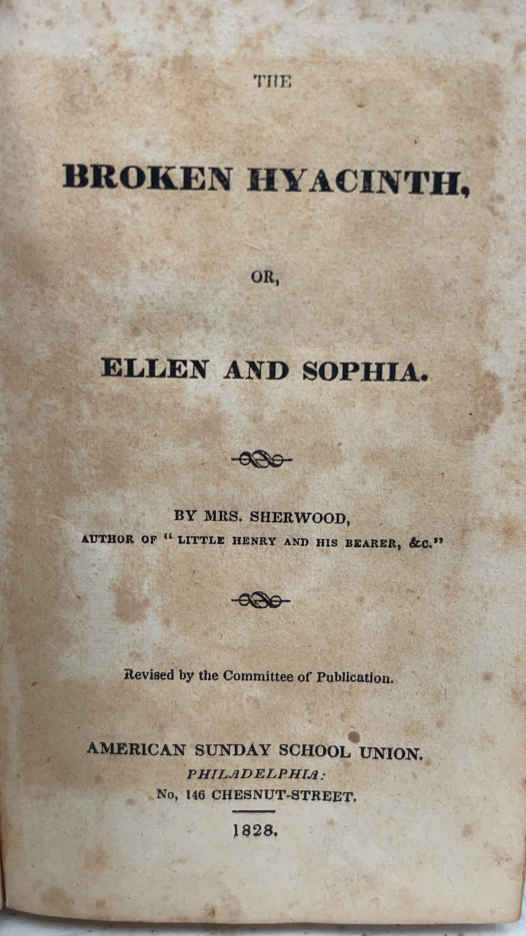 THE
BROKEN HYACINTH,
OR,
ELLEN AND SOPHIA.
BY MRS. SHERWOOD,
AUTHOR OF "LITTLE HENRY AND HIS BEARER, &c."
Revised by the Committee of Publication.
AMERICAN SUNDAY SCHOOL UNION.
PHILADELPHIA:
No, 146 CHESNUT-STREET.
1828.